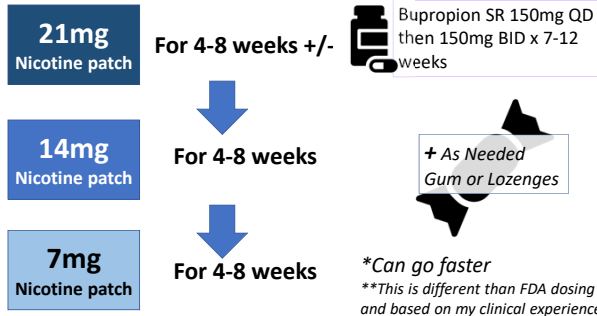 21mg
Nicotine patch
For 4-8 weeks +/-
Bupropion SR 150mg QD
then 150mg BID x 7-12
weeks
14mg
Nicotine patch
For 4-8 weeks
+ As Needed
Gum or Lozenges
7mg
Nicotine patch
For 4-8 weeks
*Can go faster
**This is different than FDA dosing
and based on my clinical experience